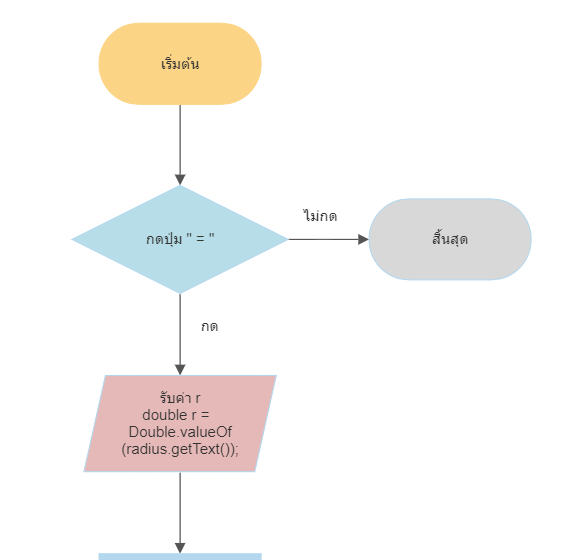 เริ่มต้น
กดปุ่ม " = "
ไม่กด
สิ้นสุด
กด
รับค่า r
double r =
Double.valueOf
(radius.getText());